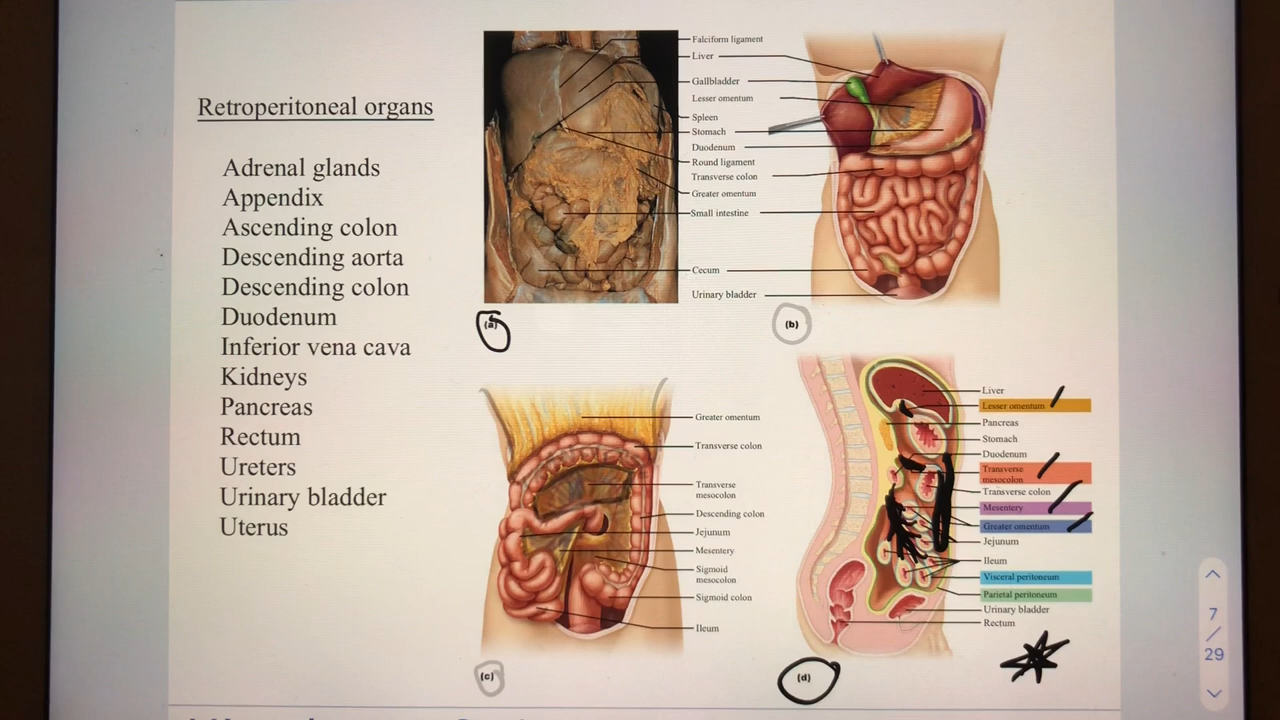 Retroperitoneal organs
Adrenal glands
Appendix
Ascending colon
Descending aorta
Descending colon
Duodenum
Inferior vena cava
Kidneys
Pancreas
Rectum
Ureters
Urinary bladder
Uterus
Falciform ligament
Liver
Gallbladder
Lesser omentum
Spleen
Stomach
Duodenum
Round ligament
Transverse colon
Greater omentum
Small intestine
Cecum
Urinary bladder
(a)
(b)
Greater omentum
Transverse colon
Transverse
mesocolon
Descending colon
Jejunum
Mesentery
Sigmoid
mesocolon
Sigmoid colon
Ileum
(c)
Liver
Lesser omentum
Pancreas
Stomach
Duodenum
Transverse
mesocolon
Transverse colon
Mesentery
Greater omentum
Jejunum
Ileum
Visceral peritoneum
Parietal peritoneum
Urinary bladder
Rectum
(d)
7
/
29